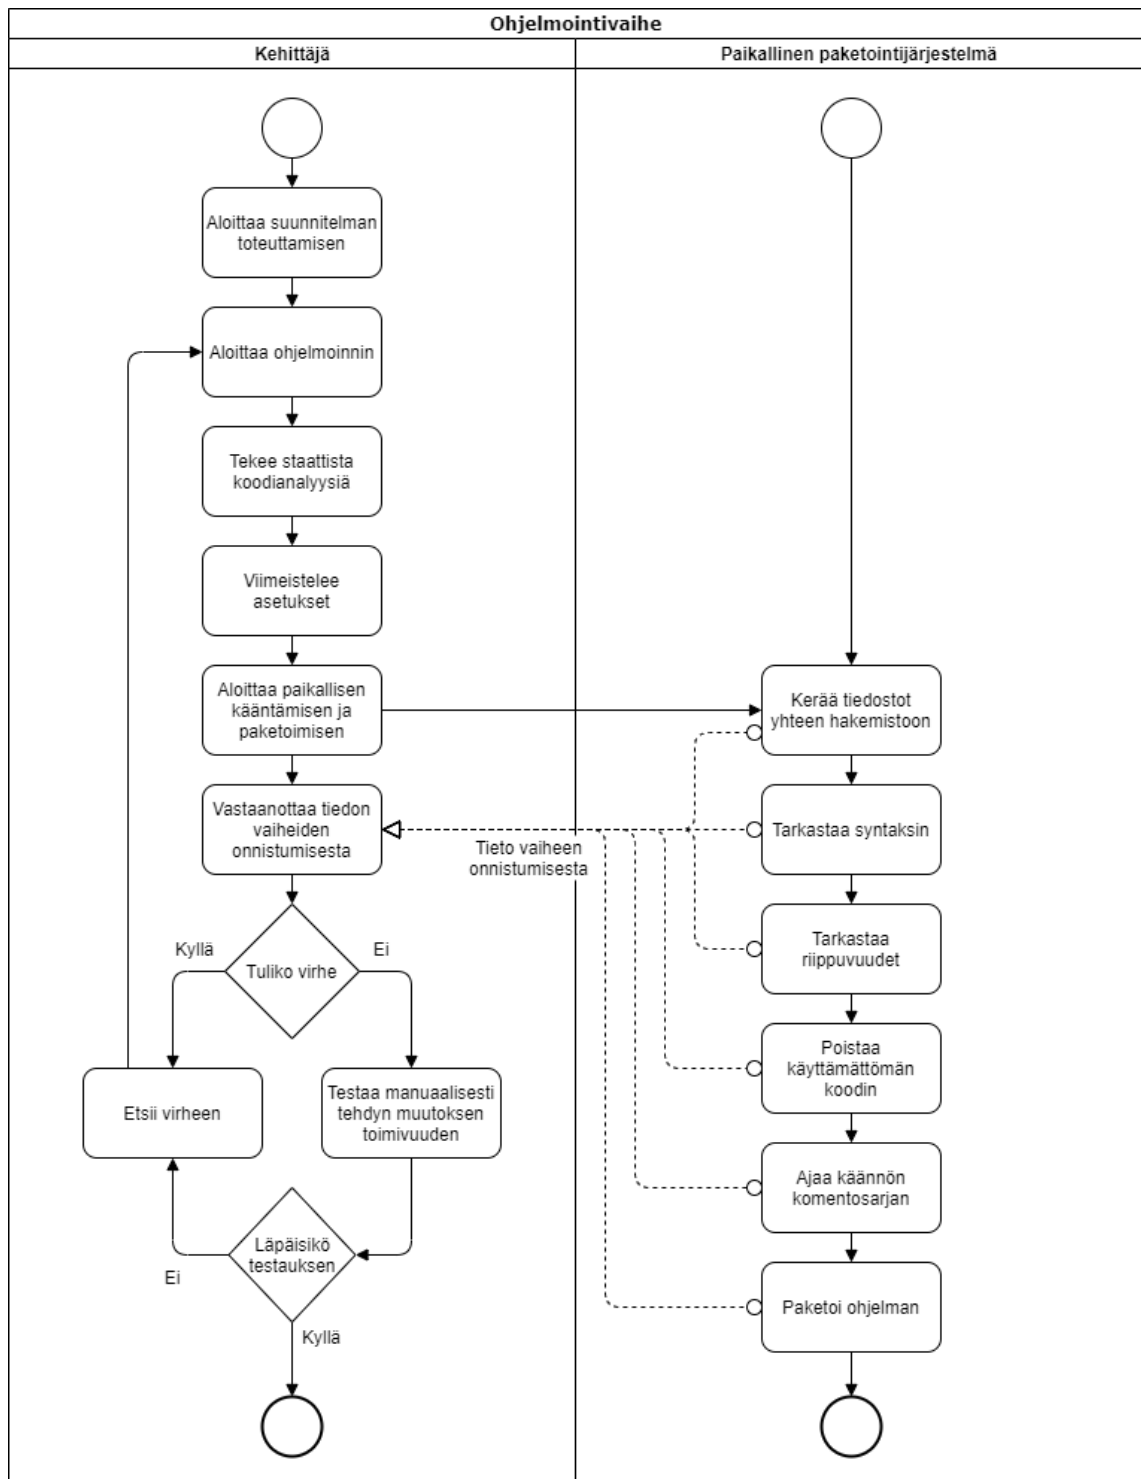 Ohjelmointivaihe
Kehittäjä
Paikallinen paketointijärjestelmä
Aloittaa suunnitelman
toteuttamisen
Aloittaa ohjelmoinnin
Tekee staattista
koodianalyysiä
Viimeistelee
asetukset
Aloittaa paikallisen
kääntämisen ja
paketoimisen
Kerää tiedostot
yhteen hakemistoon
Vastaanottaa tiedon
vaiheiden
onnistumisesta
Tieto vaiheen
onnistumisesta
Tarkastaa syntaksin
Tarkastaa
riippuvuudet
Kyllä
Ei
Tuliko virhe
Poistaa
käyttämättömän
koodin
Etsii virheen
Testaa manuaalisesti
tehdyn muutoksen
toimivuuden
Ajaa käännön
komentosarjan
Läpäisikö
testauksen
Ei
Kyllä
Paketoi ohjelman